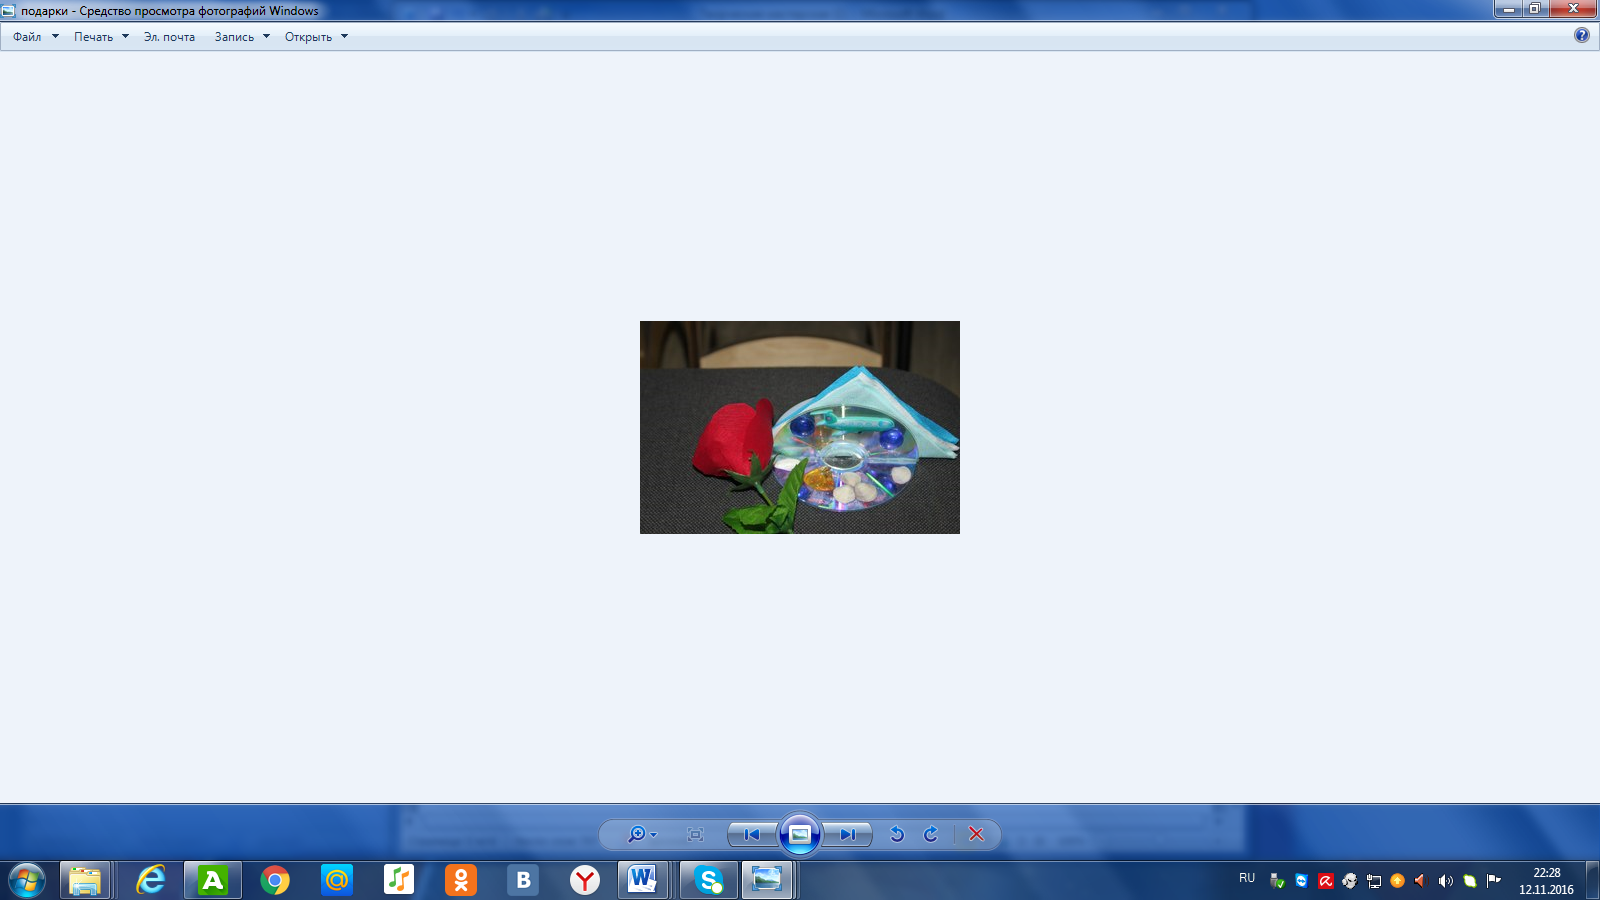 подарки - Средство просмотра фотографий Windows
Файл Печать Эл. почта Запись Открыть
RU
22:28
12.11.2016